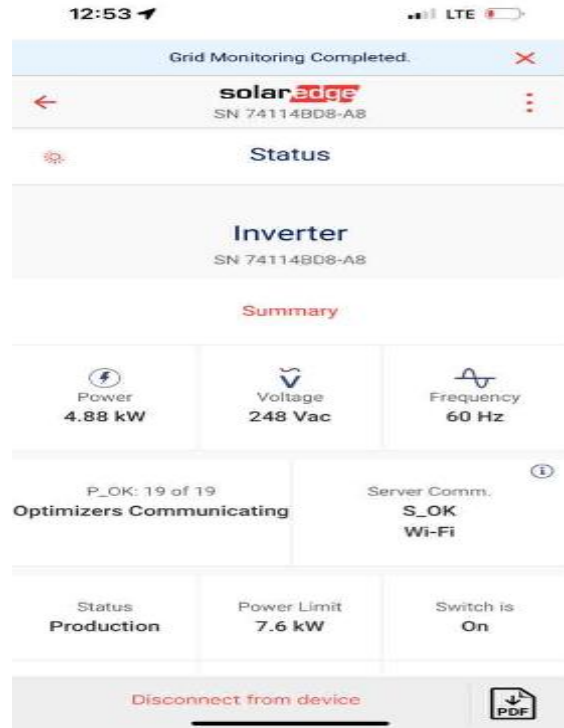 12:53
LTE
Grid Monitoring Completed.
solaredge
SN 74114BD8-A8
Status
Inverter
SN 74114BD8-A8
Summary
Power
4.88 kW
Voltage
248 Vac
Frequency
60 Hz
P_OK: 19 of 19
Optimizers Communicating
Server Comm.
S_OK
Wi-Fi
Status
Production
Power Limit
7.6 kW
Switch is
On
Disconnect from device
PDF